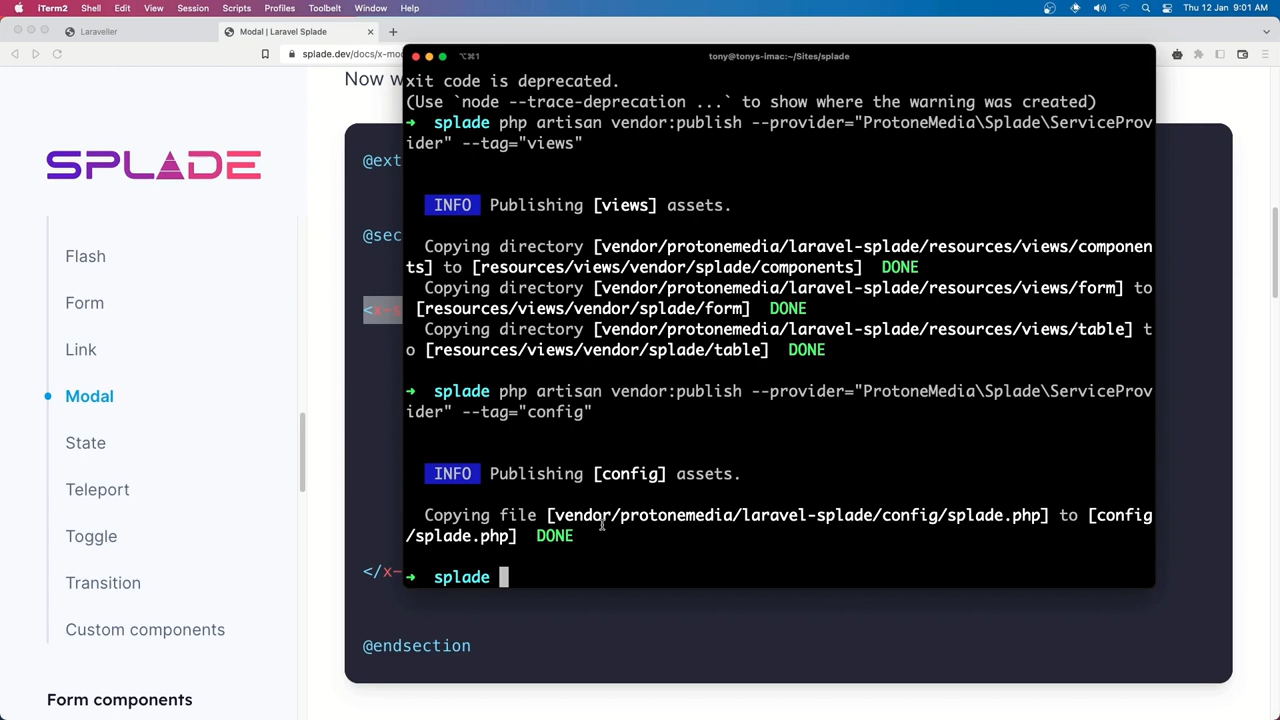 iTerm2 Shell Edit View Session Scripts Profiles Toolbelt Window Help
Thu 12 Jan 9:01 AM
Laravelier
Modal | Laravel Splade
splade.dev/docs/x-mo
tony@tonys-imac:~/Sites/splade
⌥⌘1
SPLADE
Flash
Form
Link
Modal
State
Teleport
Toggle
Transition
Custom components
Form components
Now w
@ext
@sec
<x-s
</x-
@endsection
xit code is deprecated.
(Use `node --trace-deprecation ...` to show where the warning was created)
➜ splade php artisan vendor:publish --provider="ProtoneMedia\Splade\ServiceProv
ider" --tag="views"
INFO Publishing [views] assets.
Copying directory [vendor/protonemedia/laravel-splade/resources/views/componen
ts] to [resources/views/vendor/splade/components] DONE
Copying directory [vendor/protonemedia/laravel-splade/resources/views/form] to
[resources/views/vendor/splade/form] DONE
Copying directory [vendor/protonemedia/laravel-splade/resources/views/table] t
o [resources/views/vendor/splade/table] DONE
➜ splade php artisan vendor:publish --provider="ProtoneMedia\Splade\ServiceProv
ider" --tag="config"
INFO Publishing [config] assets.
Copying file [vendor/protonemedia/laravel-splade/config/splade.php] to [config
/splade.php] DONE
➜ splade